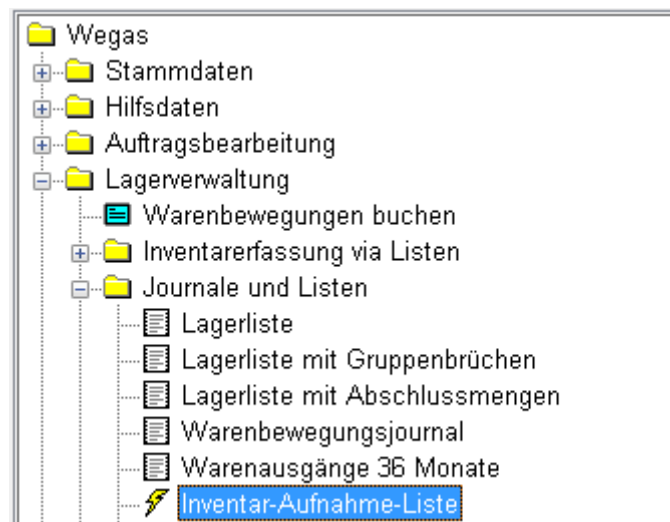 Wegas
Stammdaten
Hilfsdaten
Auftragsbearbeitung
Lagerverwaltung
Warenbewegungen buchen
Inventarerfassung via Listen
Journale und Listen
Lagerliste
Lagerliste mit Gruppenbrüchen
Lagerliste mit Abschlussmengen
Warenbewegungsjournal
Warenausgänge 36 Monate
Inventar-Aufnahme-Liste